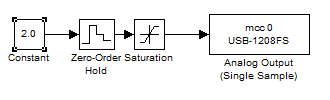 2.0
Constant
Zero-Order
Hold
Saturation
mcc 0
USB-1208FS
Analog Output
(Single Sample)